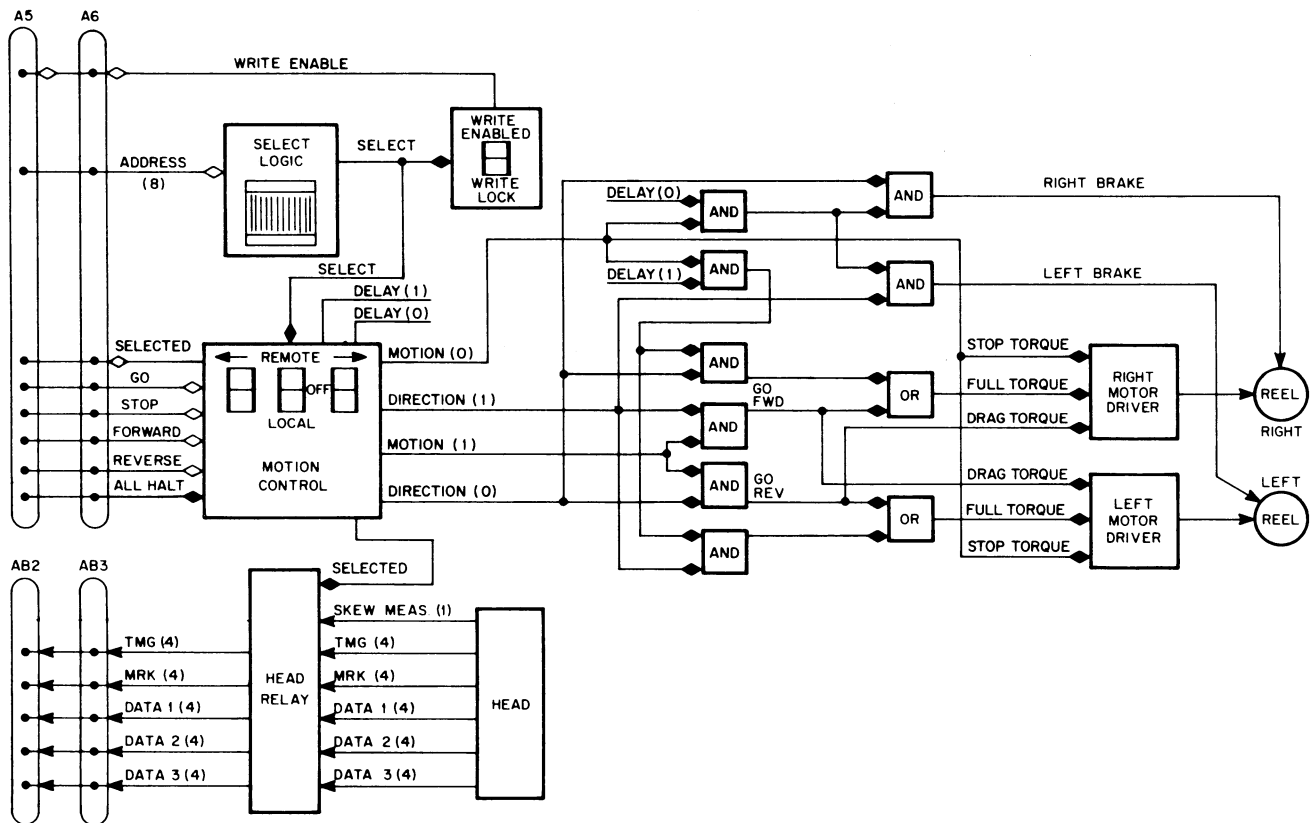 A5
A6
WRITE ENABLE
ADDRESS
(8)
SELECT
LOGIC
SELECT
WRITE
ENABLED
WRITE
LOCK
SELECT
DELAY (1)
DELAY (0)
SELECTED
GO
STOP
FORWARD
REVERSE
ALL HALT
REMOTE
OFF
LOCAL
MOTION
CONTROL
MOTION (0)
DIRECTION (1)
MOTION (1)
DIRECTION (0)
DELAY (0)
AND
DELAY (1)
AND
AND
AND
AND
AND
AND
AND
GO
FWD
GO
REV
OR
OR
RIGHT BRAKE
LEFT BRAKE
STOP TORQUE
FULL TORQUE
DRAG TORQUE
RIGHT
MOTOR
DRIVER
REEL
RIGHT
DRAG TORQUE
FULL TORQUE
STOP TORQUE
LEFT
MOTOR
DRIVER
LEFT
REEL
SELECTED
AB2
AB3
TMG (4)
MRK (4)
DATA 1 (4)
DATA 2 (4)
DATA 3 (4)
HEAD
RELAY
SKEW MEAS. (1)
TMG (4)
MRK (4)
DATA 1 (4)
DATA 2 (4)
DATA 3 (4)
HEAD